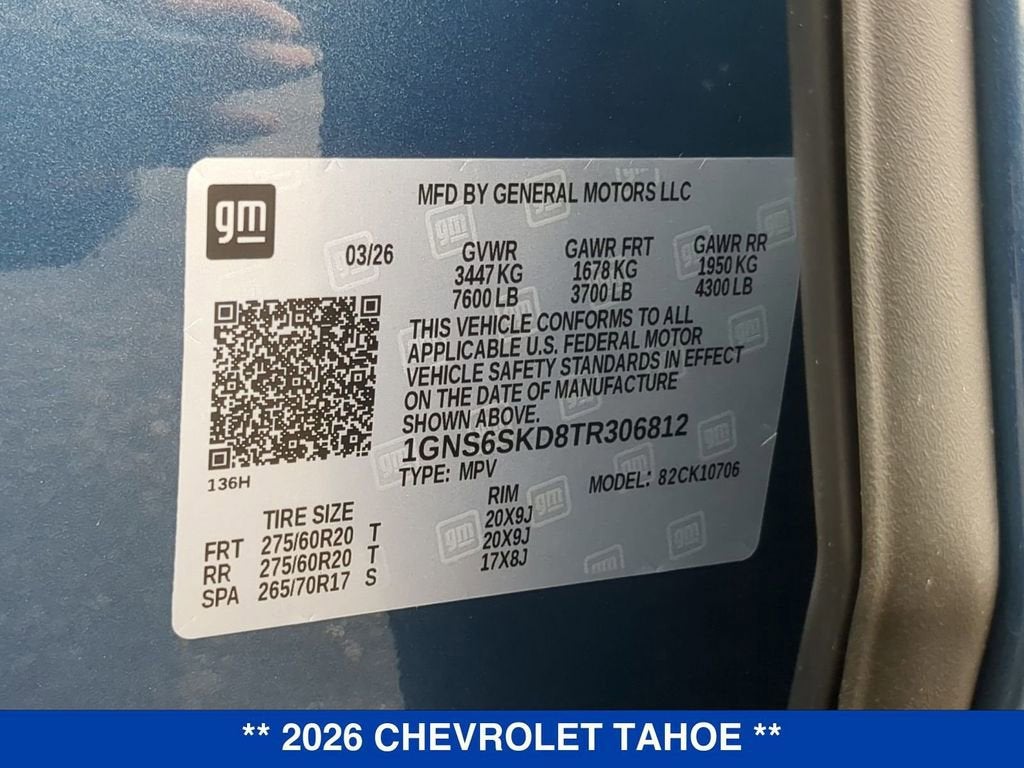 gm
MFD BY GENERAL MOTORS LLC
03/26 GVWR GAWR FRT GAWR RR
3447 KG 1678 KG 1950 KG
7600 LB 3700 LB 4300 LB
THIS VEHICLE CONFORMS TO ALL
APPLICABLE U.S. FEDERAL MOTOR
VEHICLE SAFETY STANDARDS IN EFFECT
ON THE DATE OF MANUFACTURE
SHOWN ABOVE.
1GNS6SKD8TR306812
TYPE: MPV MODEL: 82CK10706
136H
TIRE SIZE RIM
FRT 275/60R20 T 20X9J
RR 275/60R20 T 20X9J
SPA 265/70R17 S 17X8J
** 2026 CHEVROLET TAHOE **